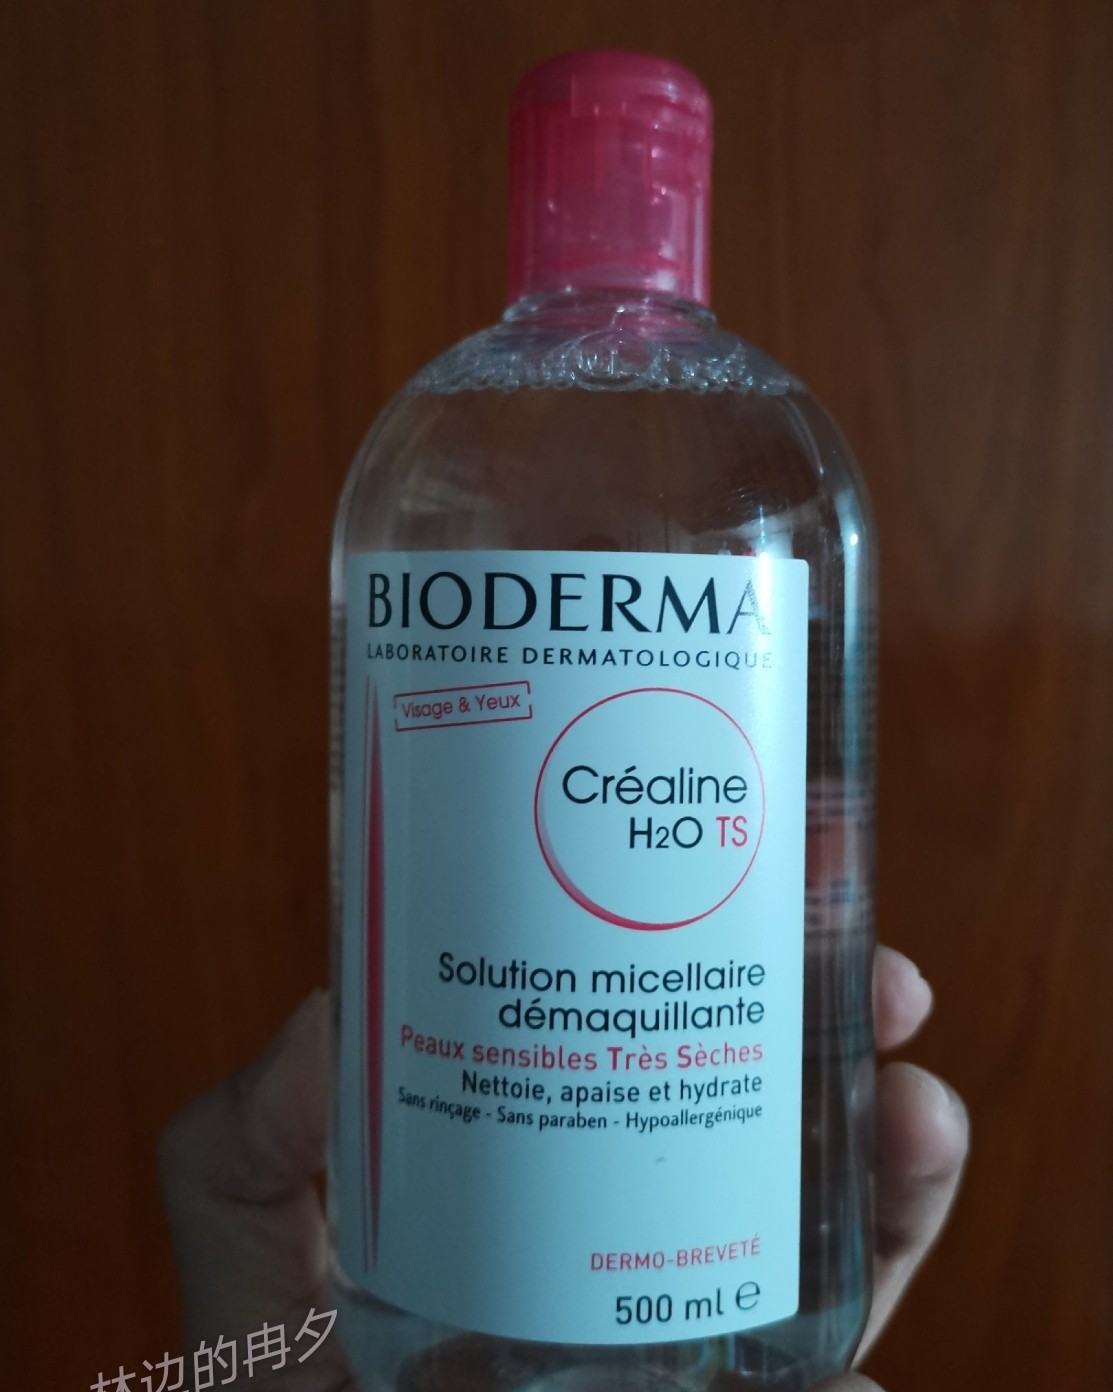 BIODERMA
LABORATOIRE DERMATOLOGIQUE
Visage & Yeux
Créaline
H2O TS
Solution micellaire
démaquillante
Peaux sensibles Très Sèches
Nettoie, apaise et hydrate
Sans rinçage - Sans paraben - Hypoallergénique
DERMO-BREVETÉ
500 ml ℮
林边的冉夕